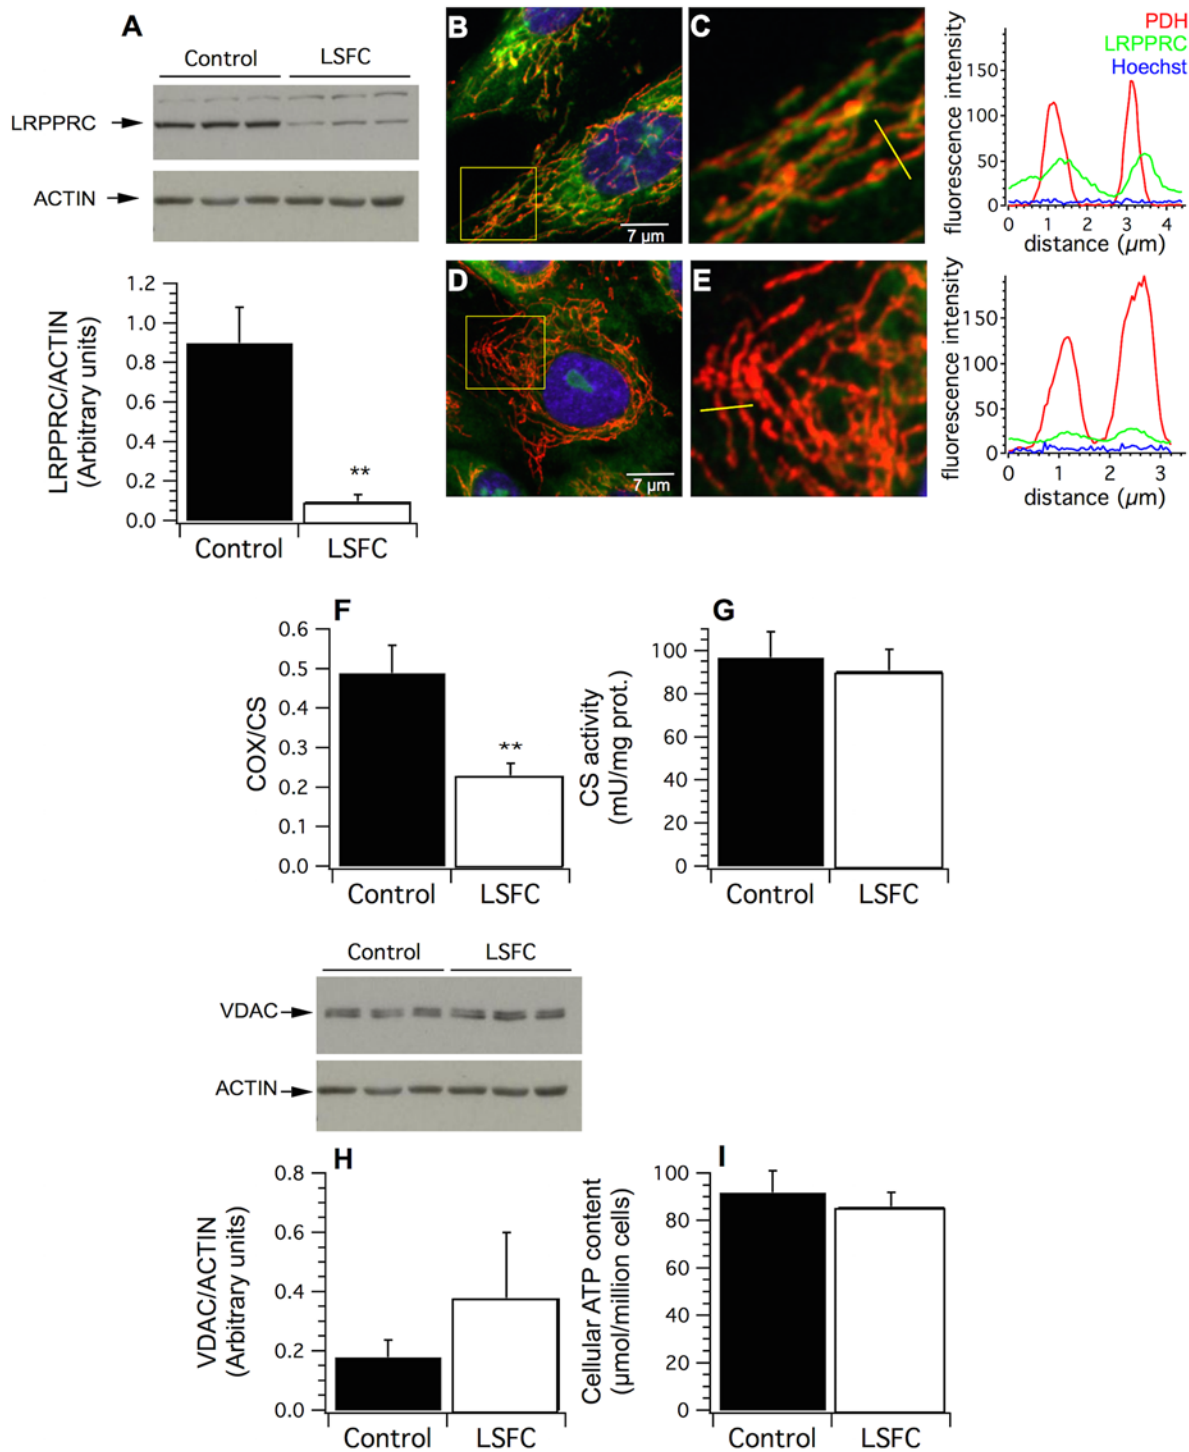 A
Control LSFC
LRPPRC
ACTIN
LRPPRC/ACTIN
(Arbitrary units)
1.2
1.0
0.8
0.6
0.4
0.2
0.0
**
Control LSFC
B
7 µm
C
PDH
LRPPRC
Hoechst
fluorescence intensity
150
100
50
0
0 1 2 3 4
distance (µm)
D
7 µm
E
fluorescence intensity
150
100
50
0
0 1 2 3
distance (µm)
F
COX/CS
0.6
0.5
0.4
0.3
0.2
0.1
0.0
**
Control LSFC
G
CS activity
(mU/mg prot.)
100
80
60
40
20
0
Control LSFC
Control LSFC
VDAC
ACTIN
H
VDAC/ACTIN
(Arbitrary units)
0.8
0.6
0.4
0.2
0.0
Control LSFC
I
Cellular ATP content
(µmol/million cells)
100
80
60
40
20
0
Control LSFC